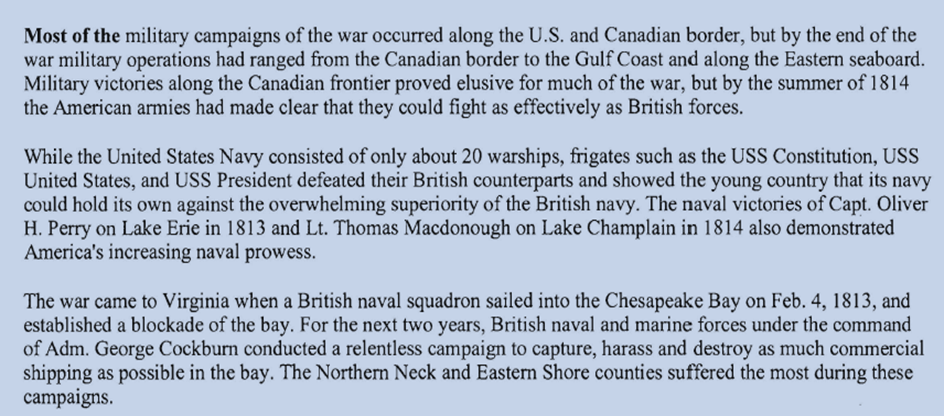 Most of the military campaigns of the war occurred along the U.S. and Canadian border, but by the end of the
war military operations had ranged from the Canadian border to the Gulf Coast and along the Eastern seaboard.
Military victories along the Canadian frontier proved elusive for much of the war, but by the summer of 1814
the American armies had made clear that they could fight as effectively as British forces.
While the United States Navy consisted of only about 20 warships, frigates such as the USS Constitution, USS
United States, and USS President defeated their British counterparts and showed the young country that its navy
could hold its own against the overwhelming superiority of the British navy. The naval victories of Capt. Oliver
H. Perry on Lake Erie in 1813 and Lt. Thomas Macdonough on Lake Champlain in 1814 also demonstrated
America's increasing naval prowess.
The war came to Virginia when a British naval squadron sailed into the Chesapeake Bay on Feb. 4, 1813, and
established a blockade of the bay. For the next two years, British naval and marine forces under the command
of Adm. George Cockburn conducted a relentless campaign to capture, harass and destroy as much commercial
shipping as possible in the bay. The Northern Neck and Eastern Shore counties suffered the most during these
campaigns.